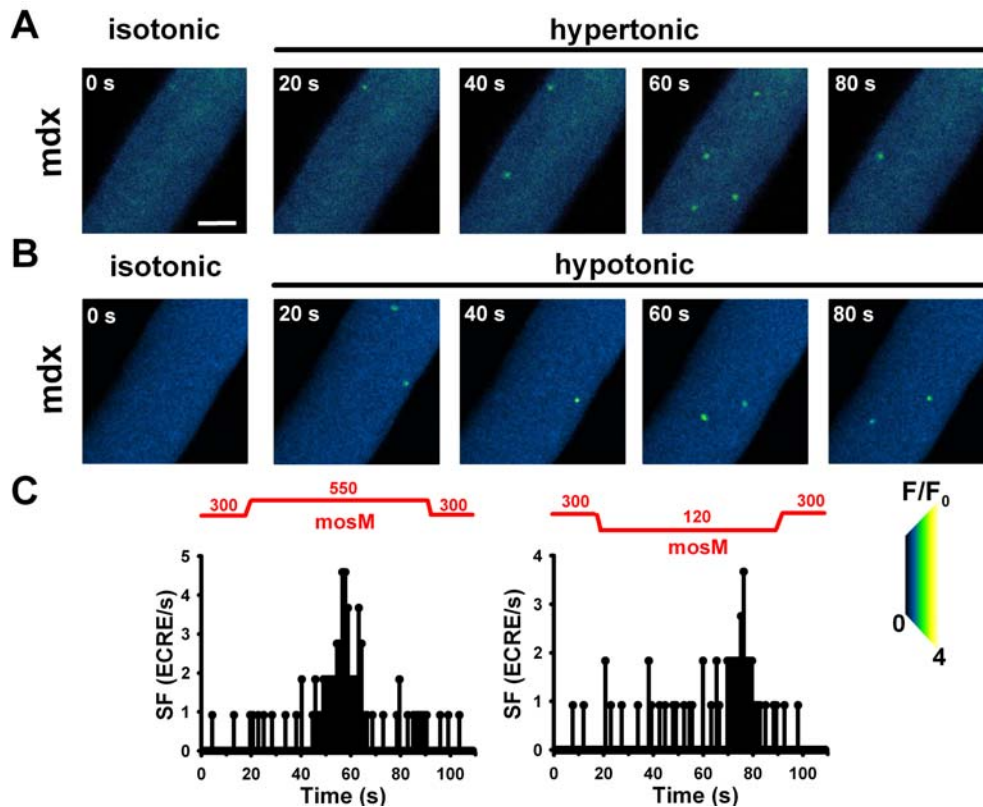 A
isotonic
hypertonic
mdx
0 s
20 s
40 s
60 s
80 s
B
isotonic
hypotonic
mdx
0 s
20 s
40 s
60 s
80 s
C
300
550
300
mosM
SF (ECRE/s)
5
4
3
2
1
0
0 20 40 60 80 100
Time (s)
300
120
300
mosM
SF (ECRE/s)
4
3
2
1
0
0 20 40 60 80 100
Time (s)
F/F0
0
4